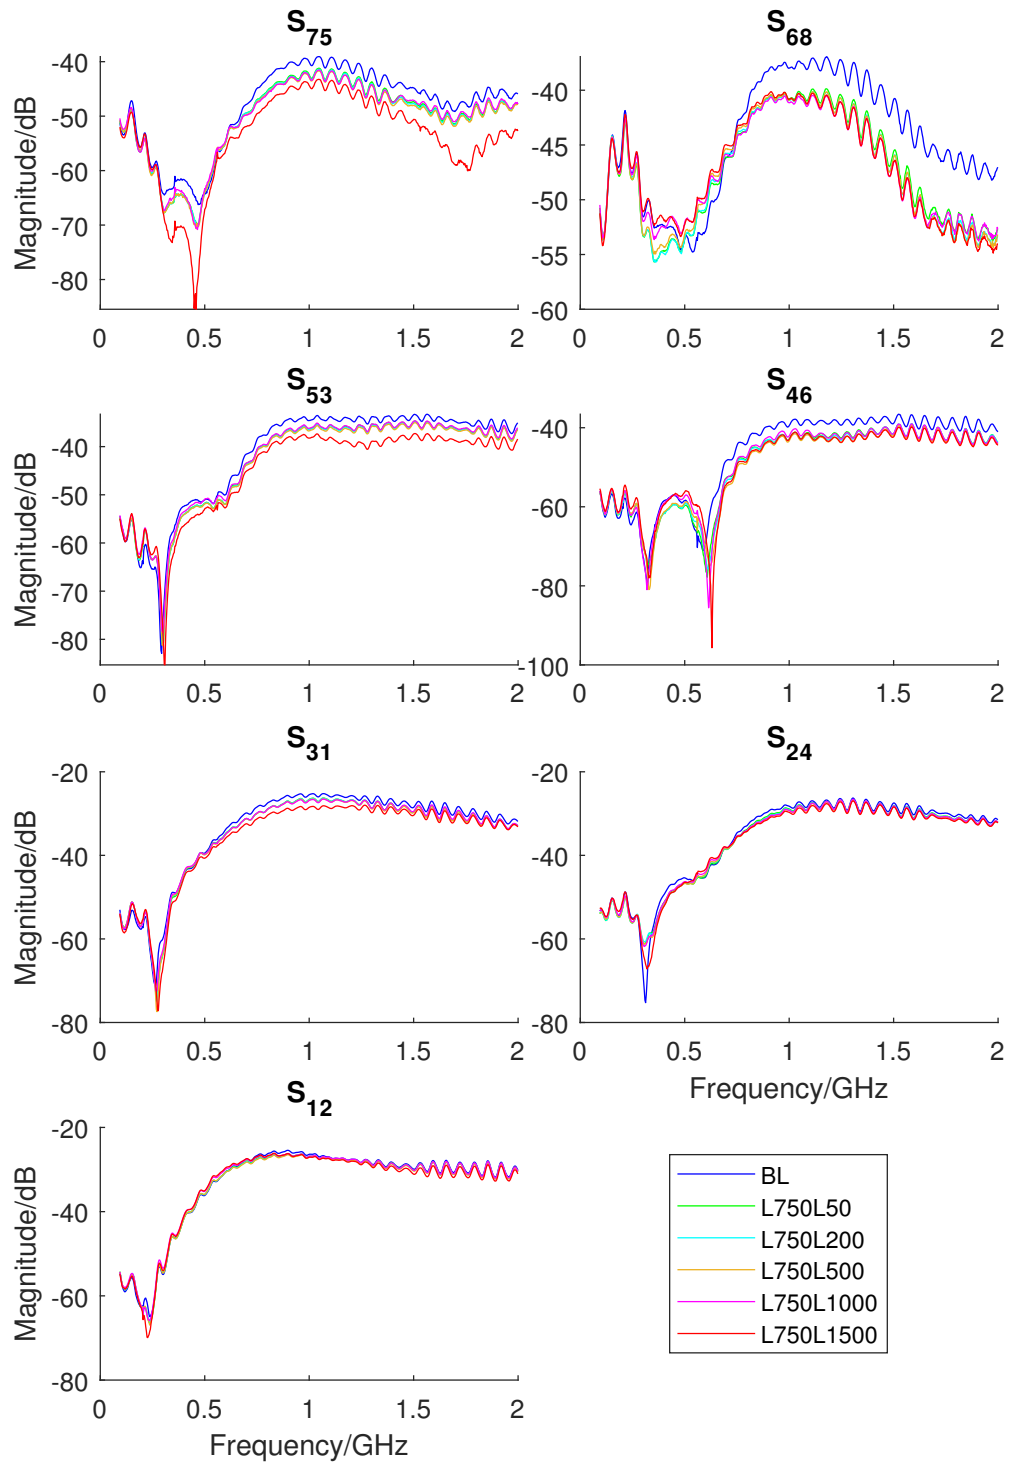 S75
-40
-50
-60
-70
-80
Magnitude/dB
0 0.5 1 1.5 2
S68
-40
-45
-50
-55
-60
0 0.5 1 1.5 2
S53
-40
-50
-60
-70
-80
Magnitude/dB
0 0.5 1 1.5 2
S46
-40
-60
-80
-100
0 0.5 1 1.5 2
S31
-20
-40
-60
-80
Magnitude/dB
0 0.5 1 1.5 2
S24
-20
-40
-60
-80
0 0.5 1 1.5 2
Frequency/GHz
S12
-20
-40
-60
-80
Magnitude/dB
0 0.5 1 1.5 2
Frequency/GHz
BL
L750L50
L750L200
L750L500
L750L1000
L750L1500